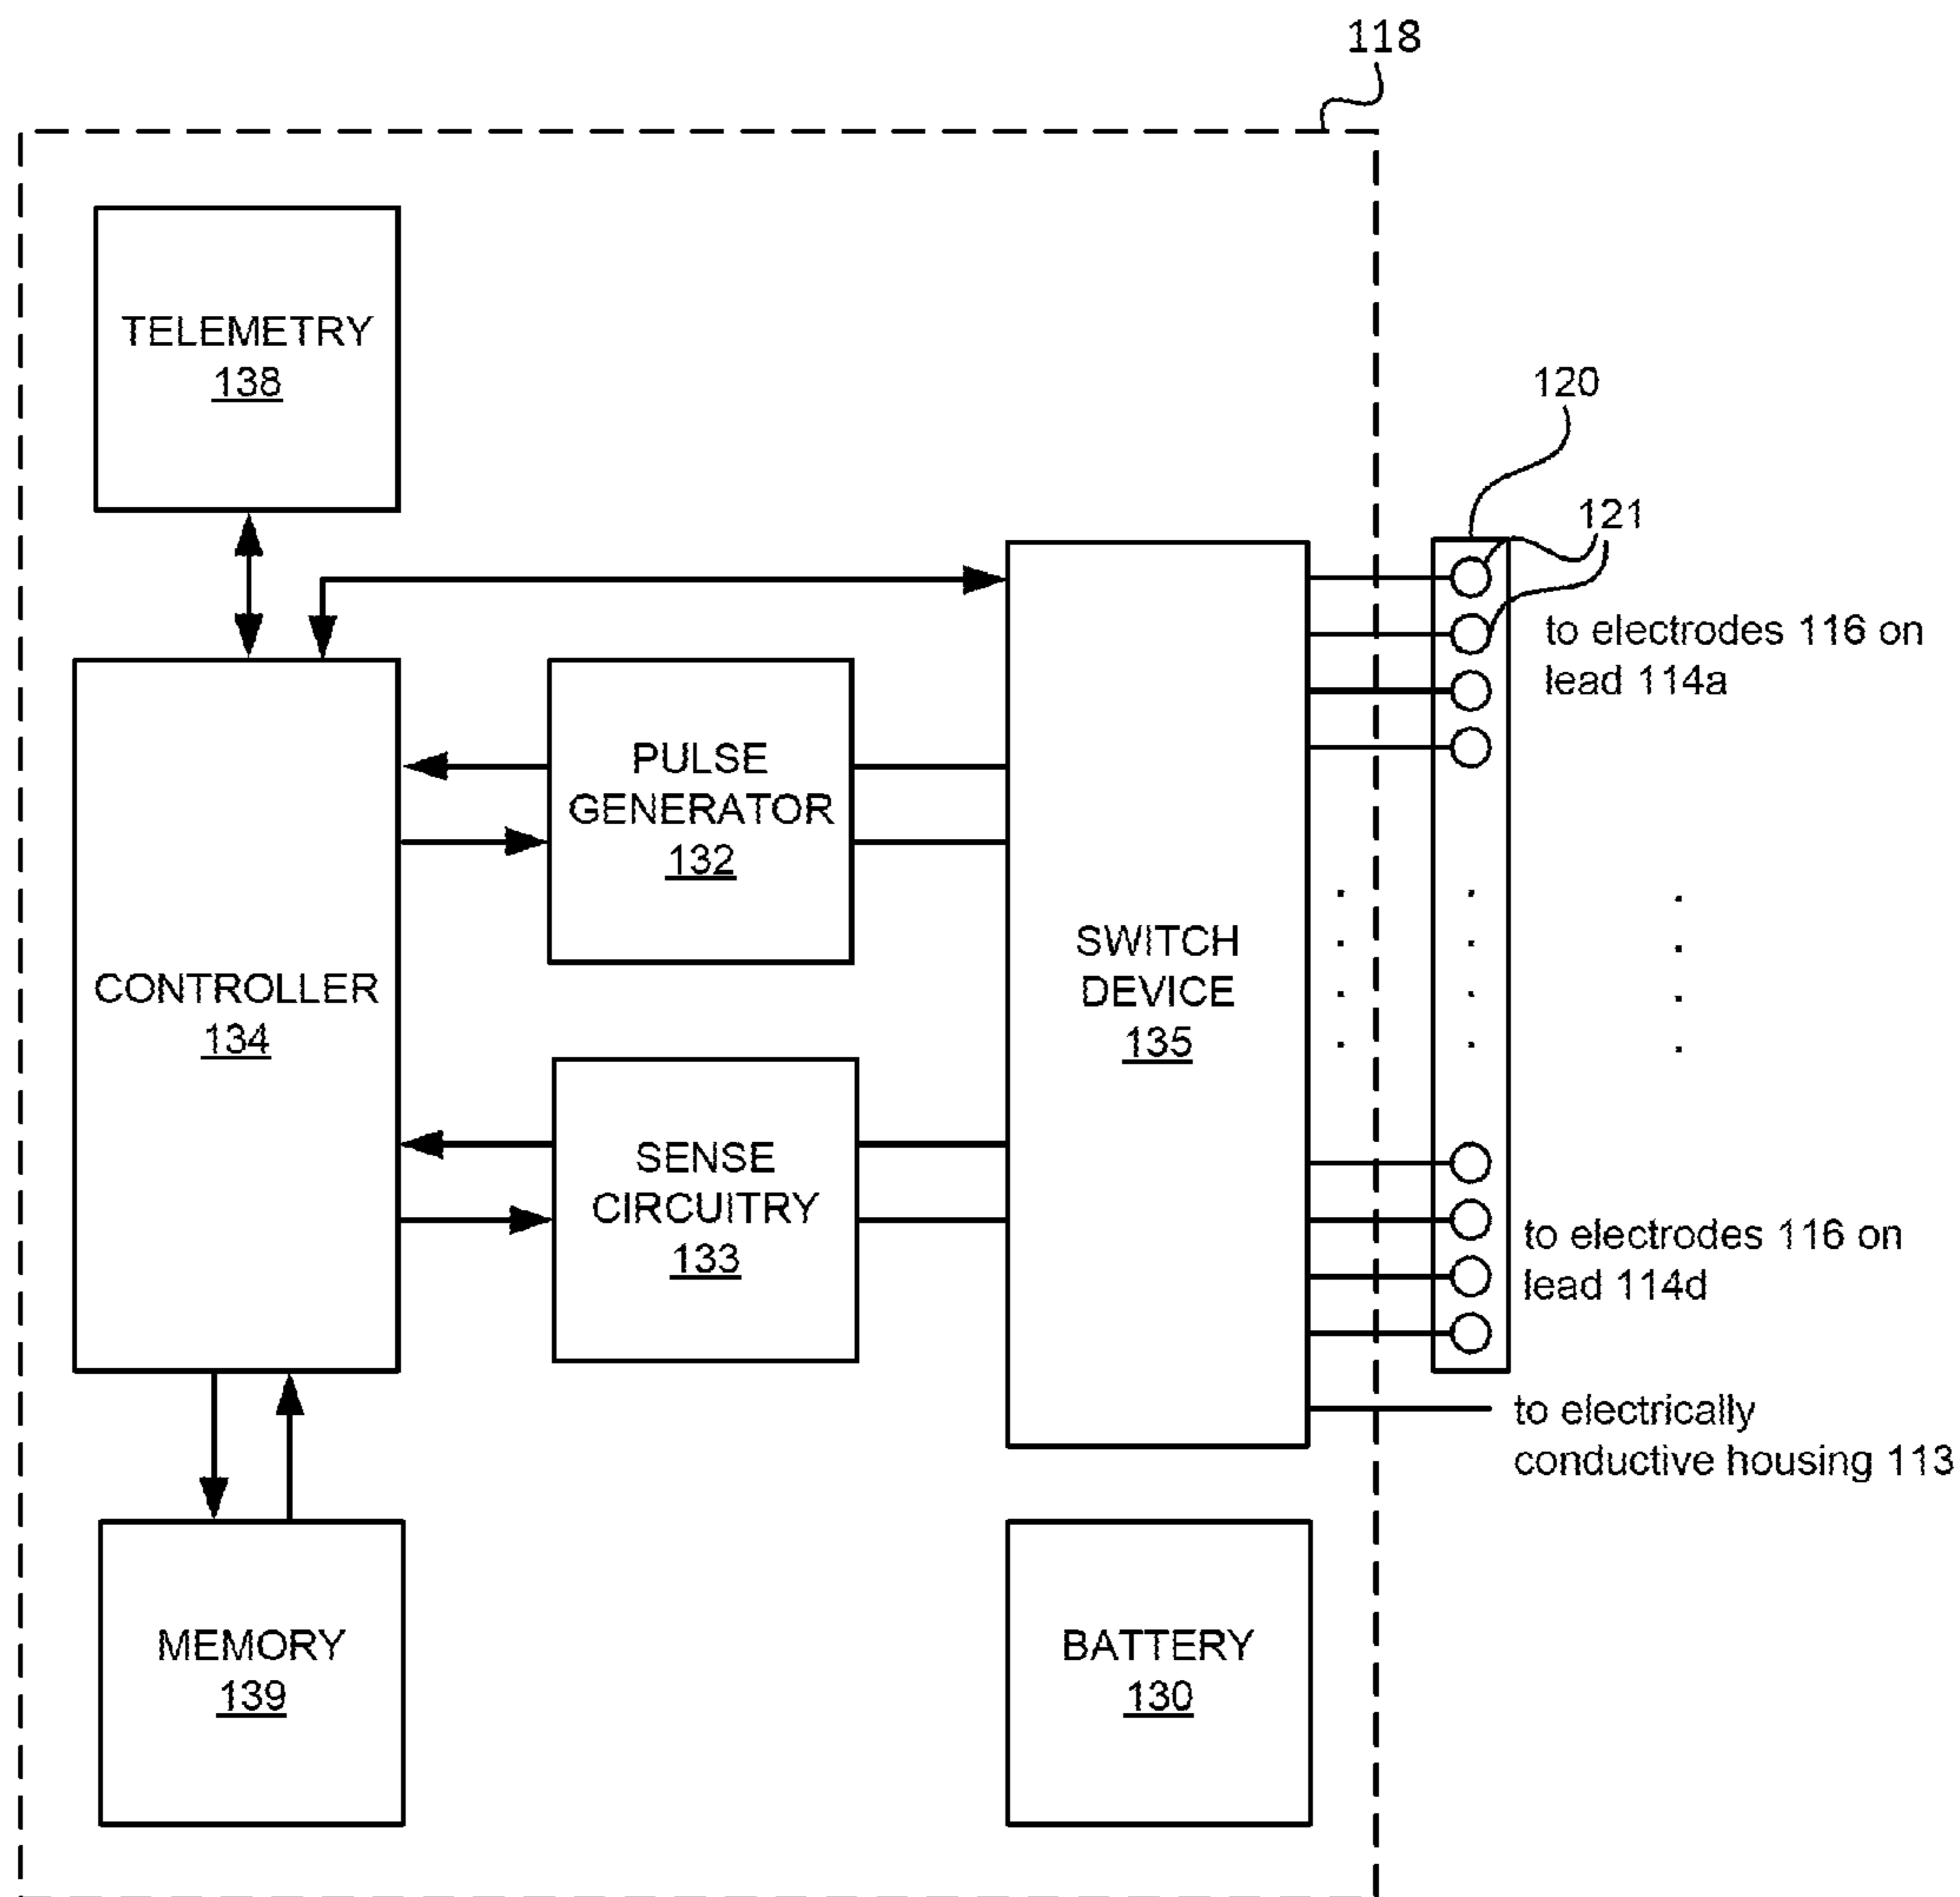 118
TELEMETRY
138
120
121
to electrodes 116 on
lead 114a
PULSE
GENERATOR
132
SWITCH
DEVICE
135
CONTROLLER
134
SENSE
CIRCUITRY
133
to electrodes 116 on
lead 114d
to electrically
conductive housing 113
MEMORY
139
BATTERY
130